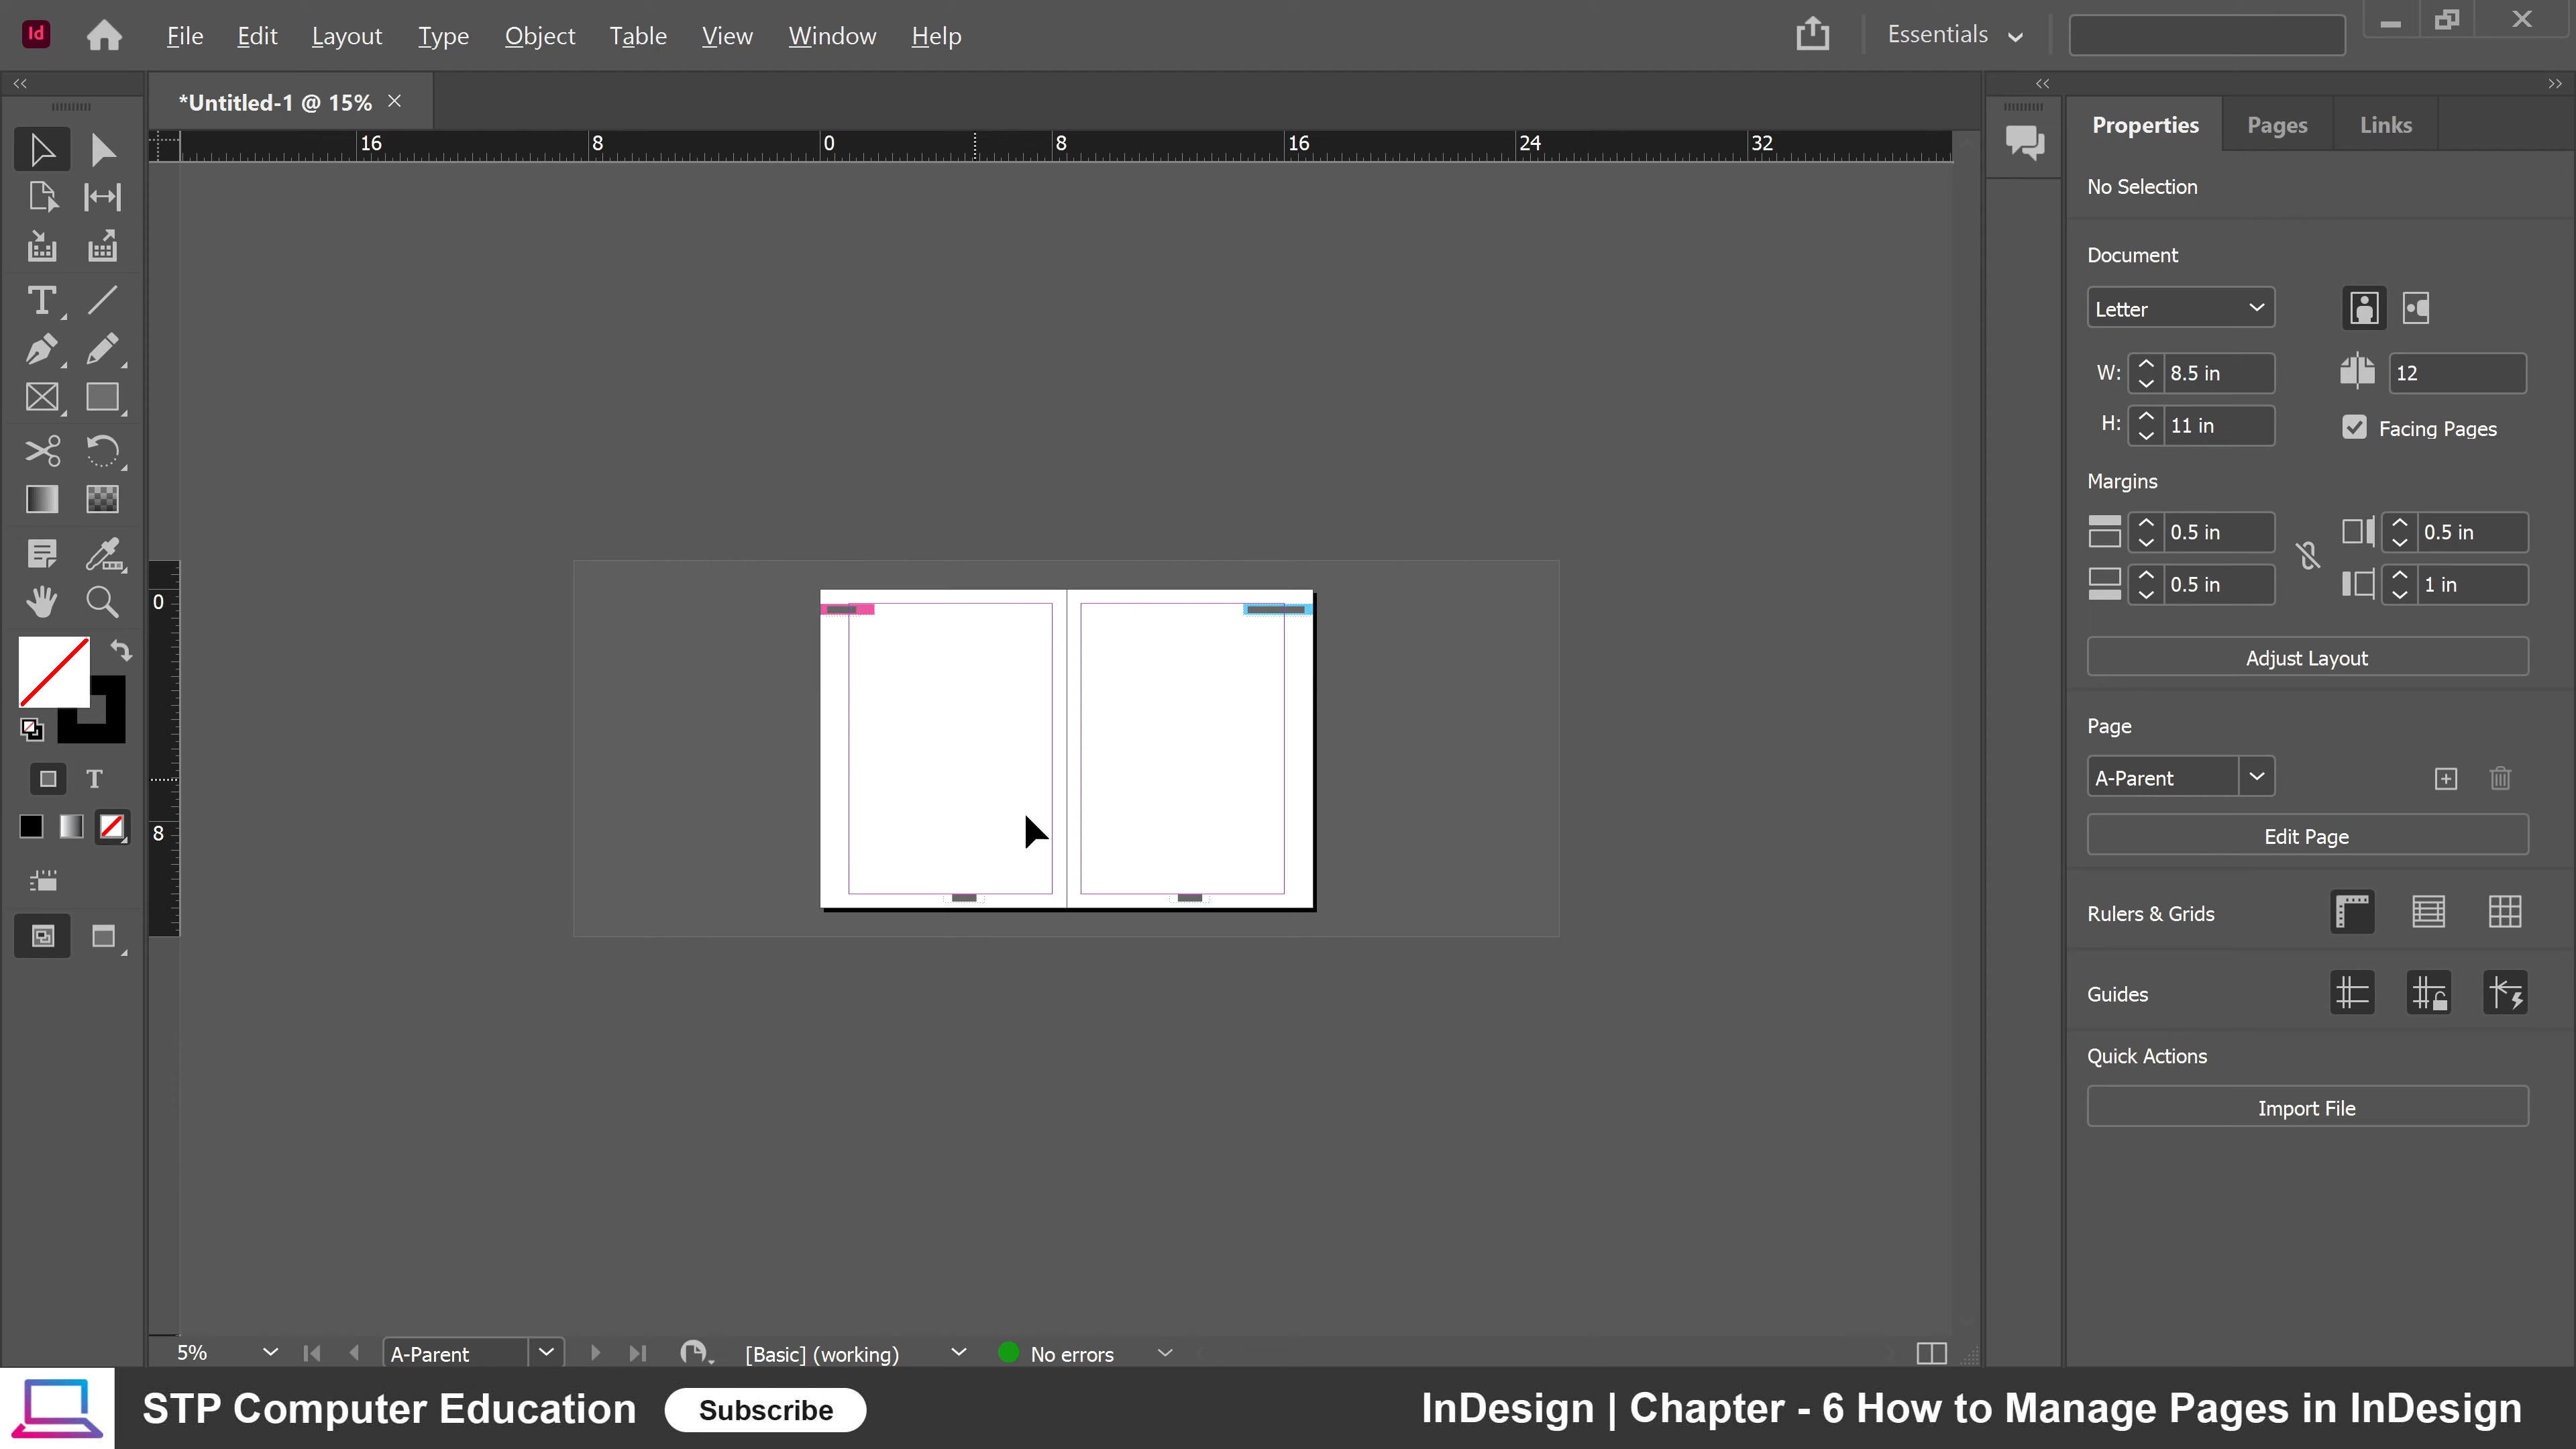 Id File Edit Layout Type Object Table View Window Help Essentials
*Untitled-1 @ 15%
Properties Pages Links
16 8 0 8 16 24 32
No Selection
Document
Letter
W: 8.5 in 12
H: 11 in Facing Pages
Margins
0.5 in 0.5 in
0.5 in 1 in
0
8
Adjust Layout
Page
A-Parent
Edit Page
Rulers & Grids
Guides
Quick Actions
Import File
5% A-Parent [Basic] (working) No errors
STP Computer Education Subscribe InDesign | Chapter - 6 How to Manage Pages in InDesign